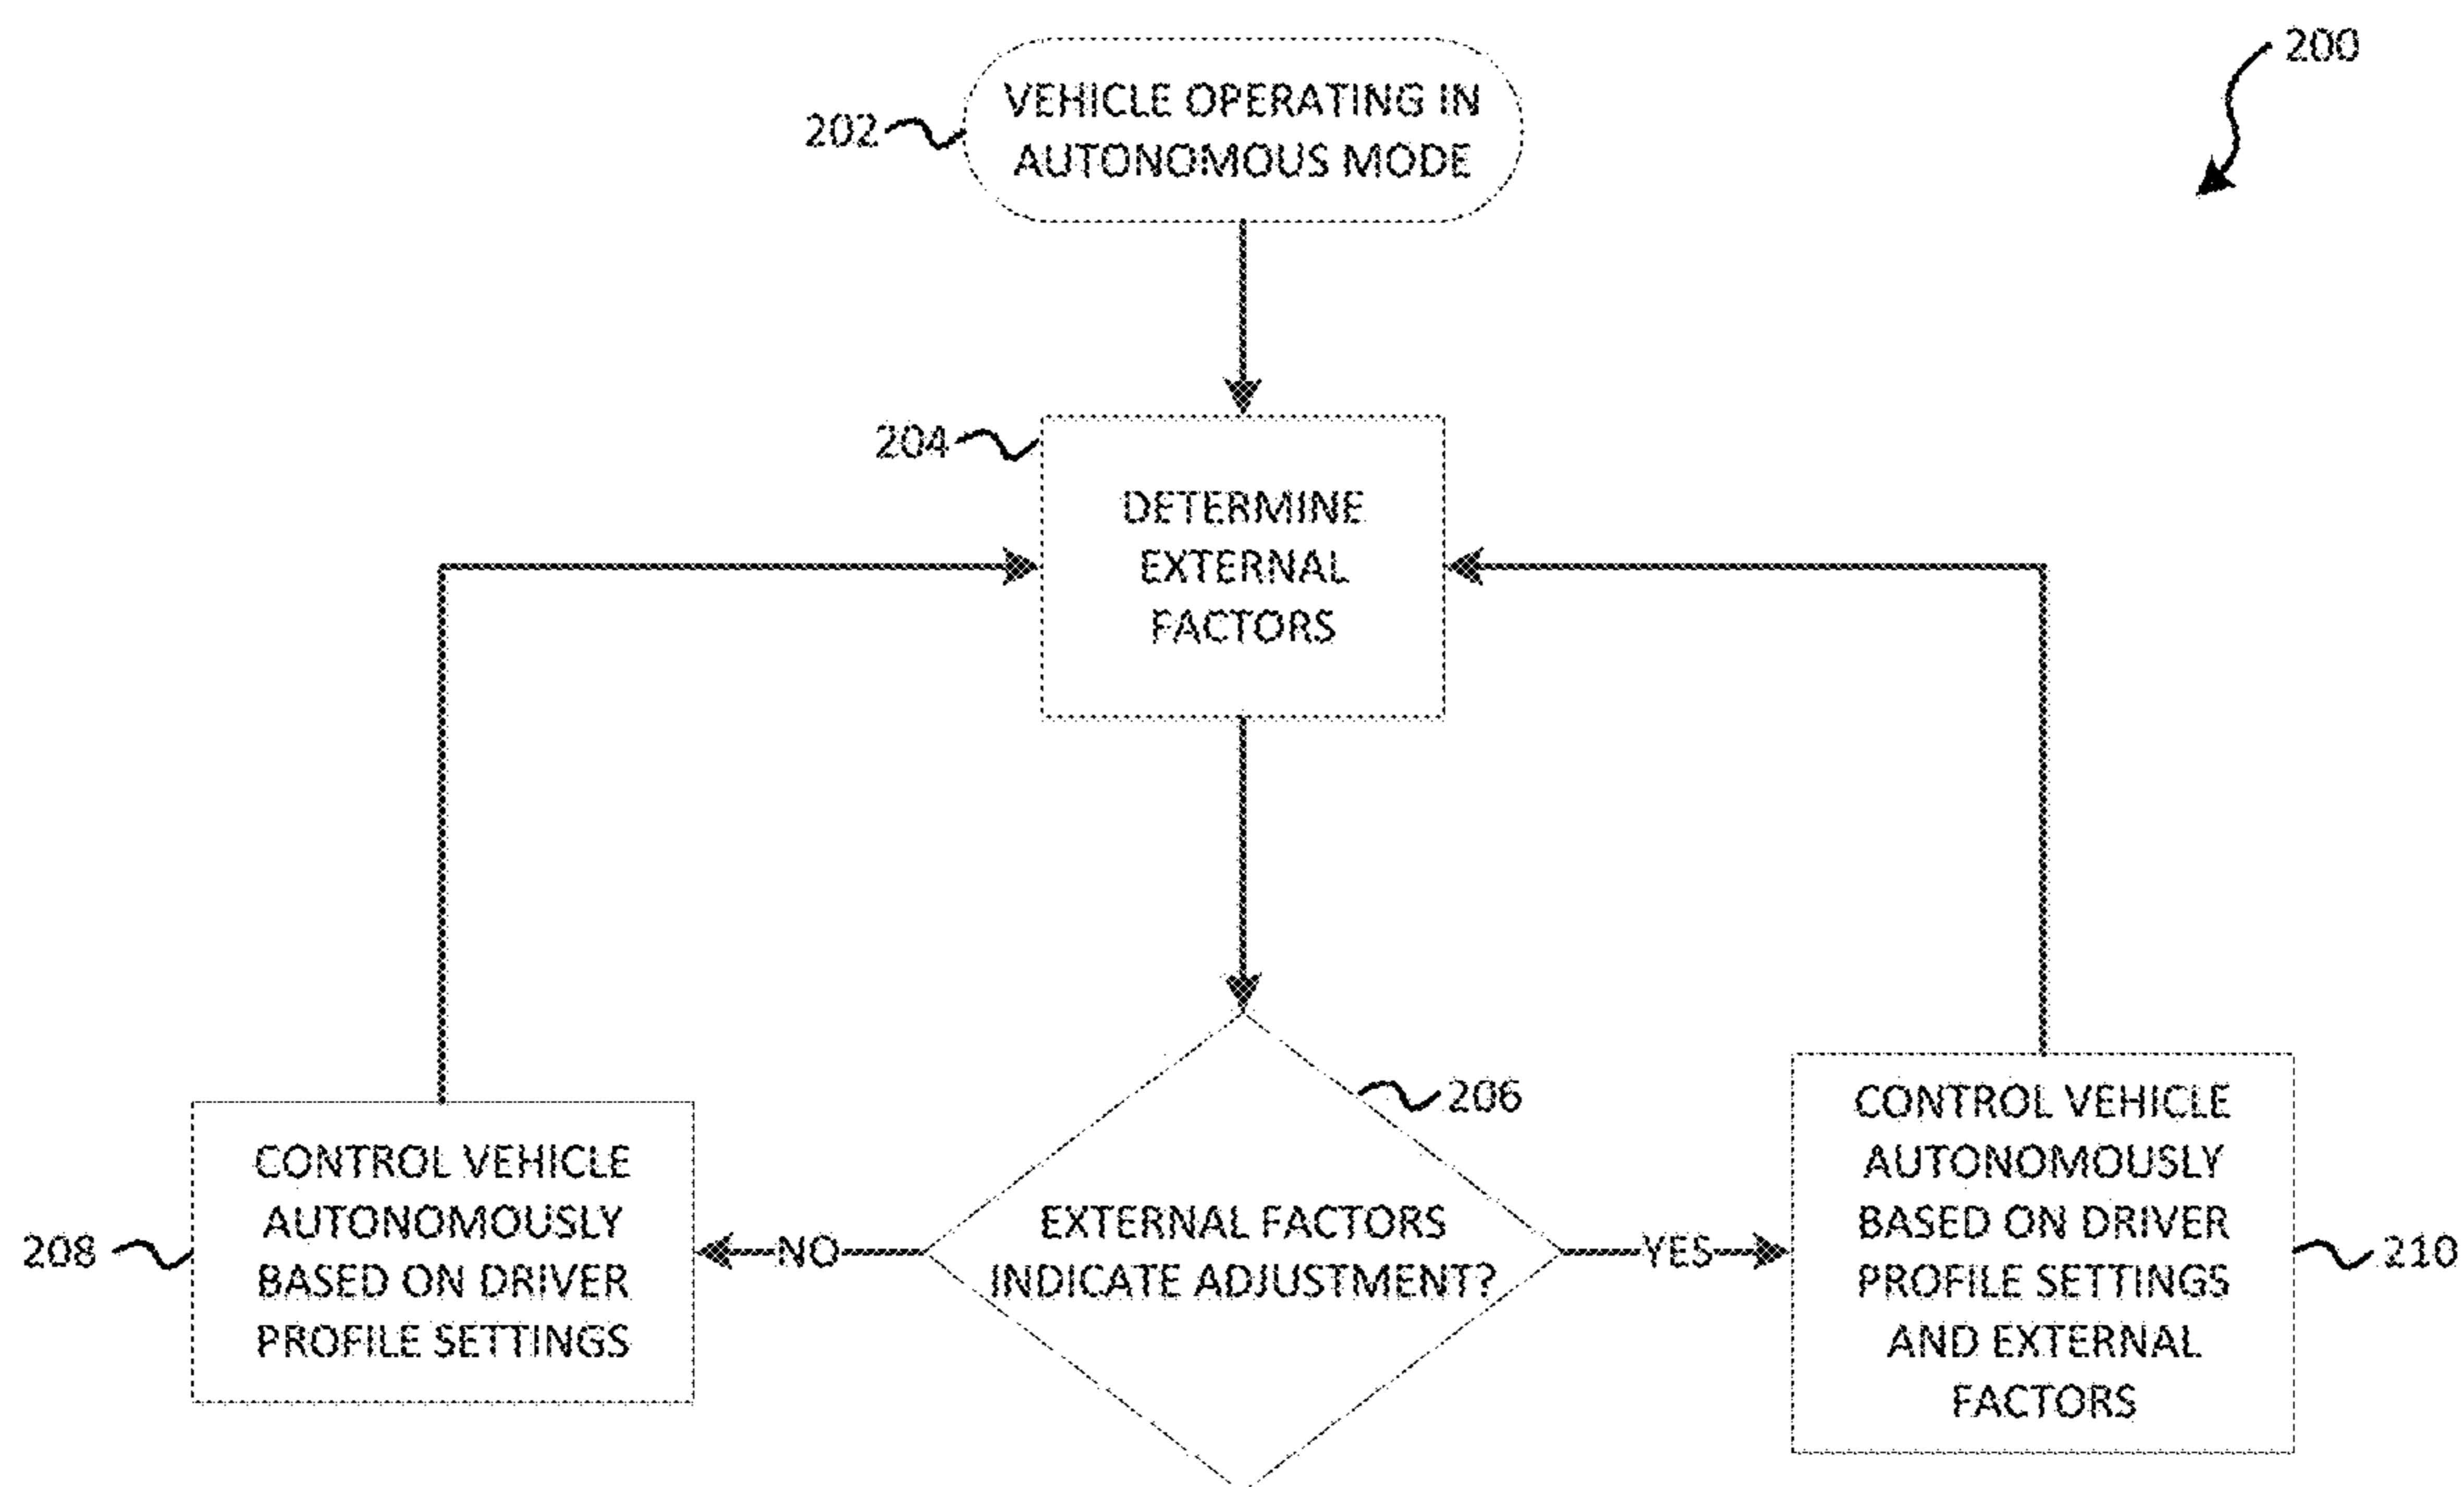 200
202
VEHICLE OPERATING IN
AUTONOMOUS MODE
204
DETERMINE
EXTERNAL
FACTORS
206
EXTERNAL FACTORS
INDICATE ADJUSTMENT?
NO
YES
208
CONTROL VEHICLE
AUTONOMOUSLY
BASED ON DRIVER
PROFILE SETTINGS
CONTROL VEHICLE
AUTONOMOUSLY
BASED ON DRIVER
PROFILE SETTINGS
AND EXTERNAL
FACTORS
210